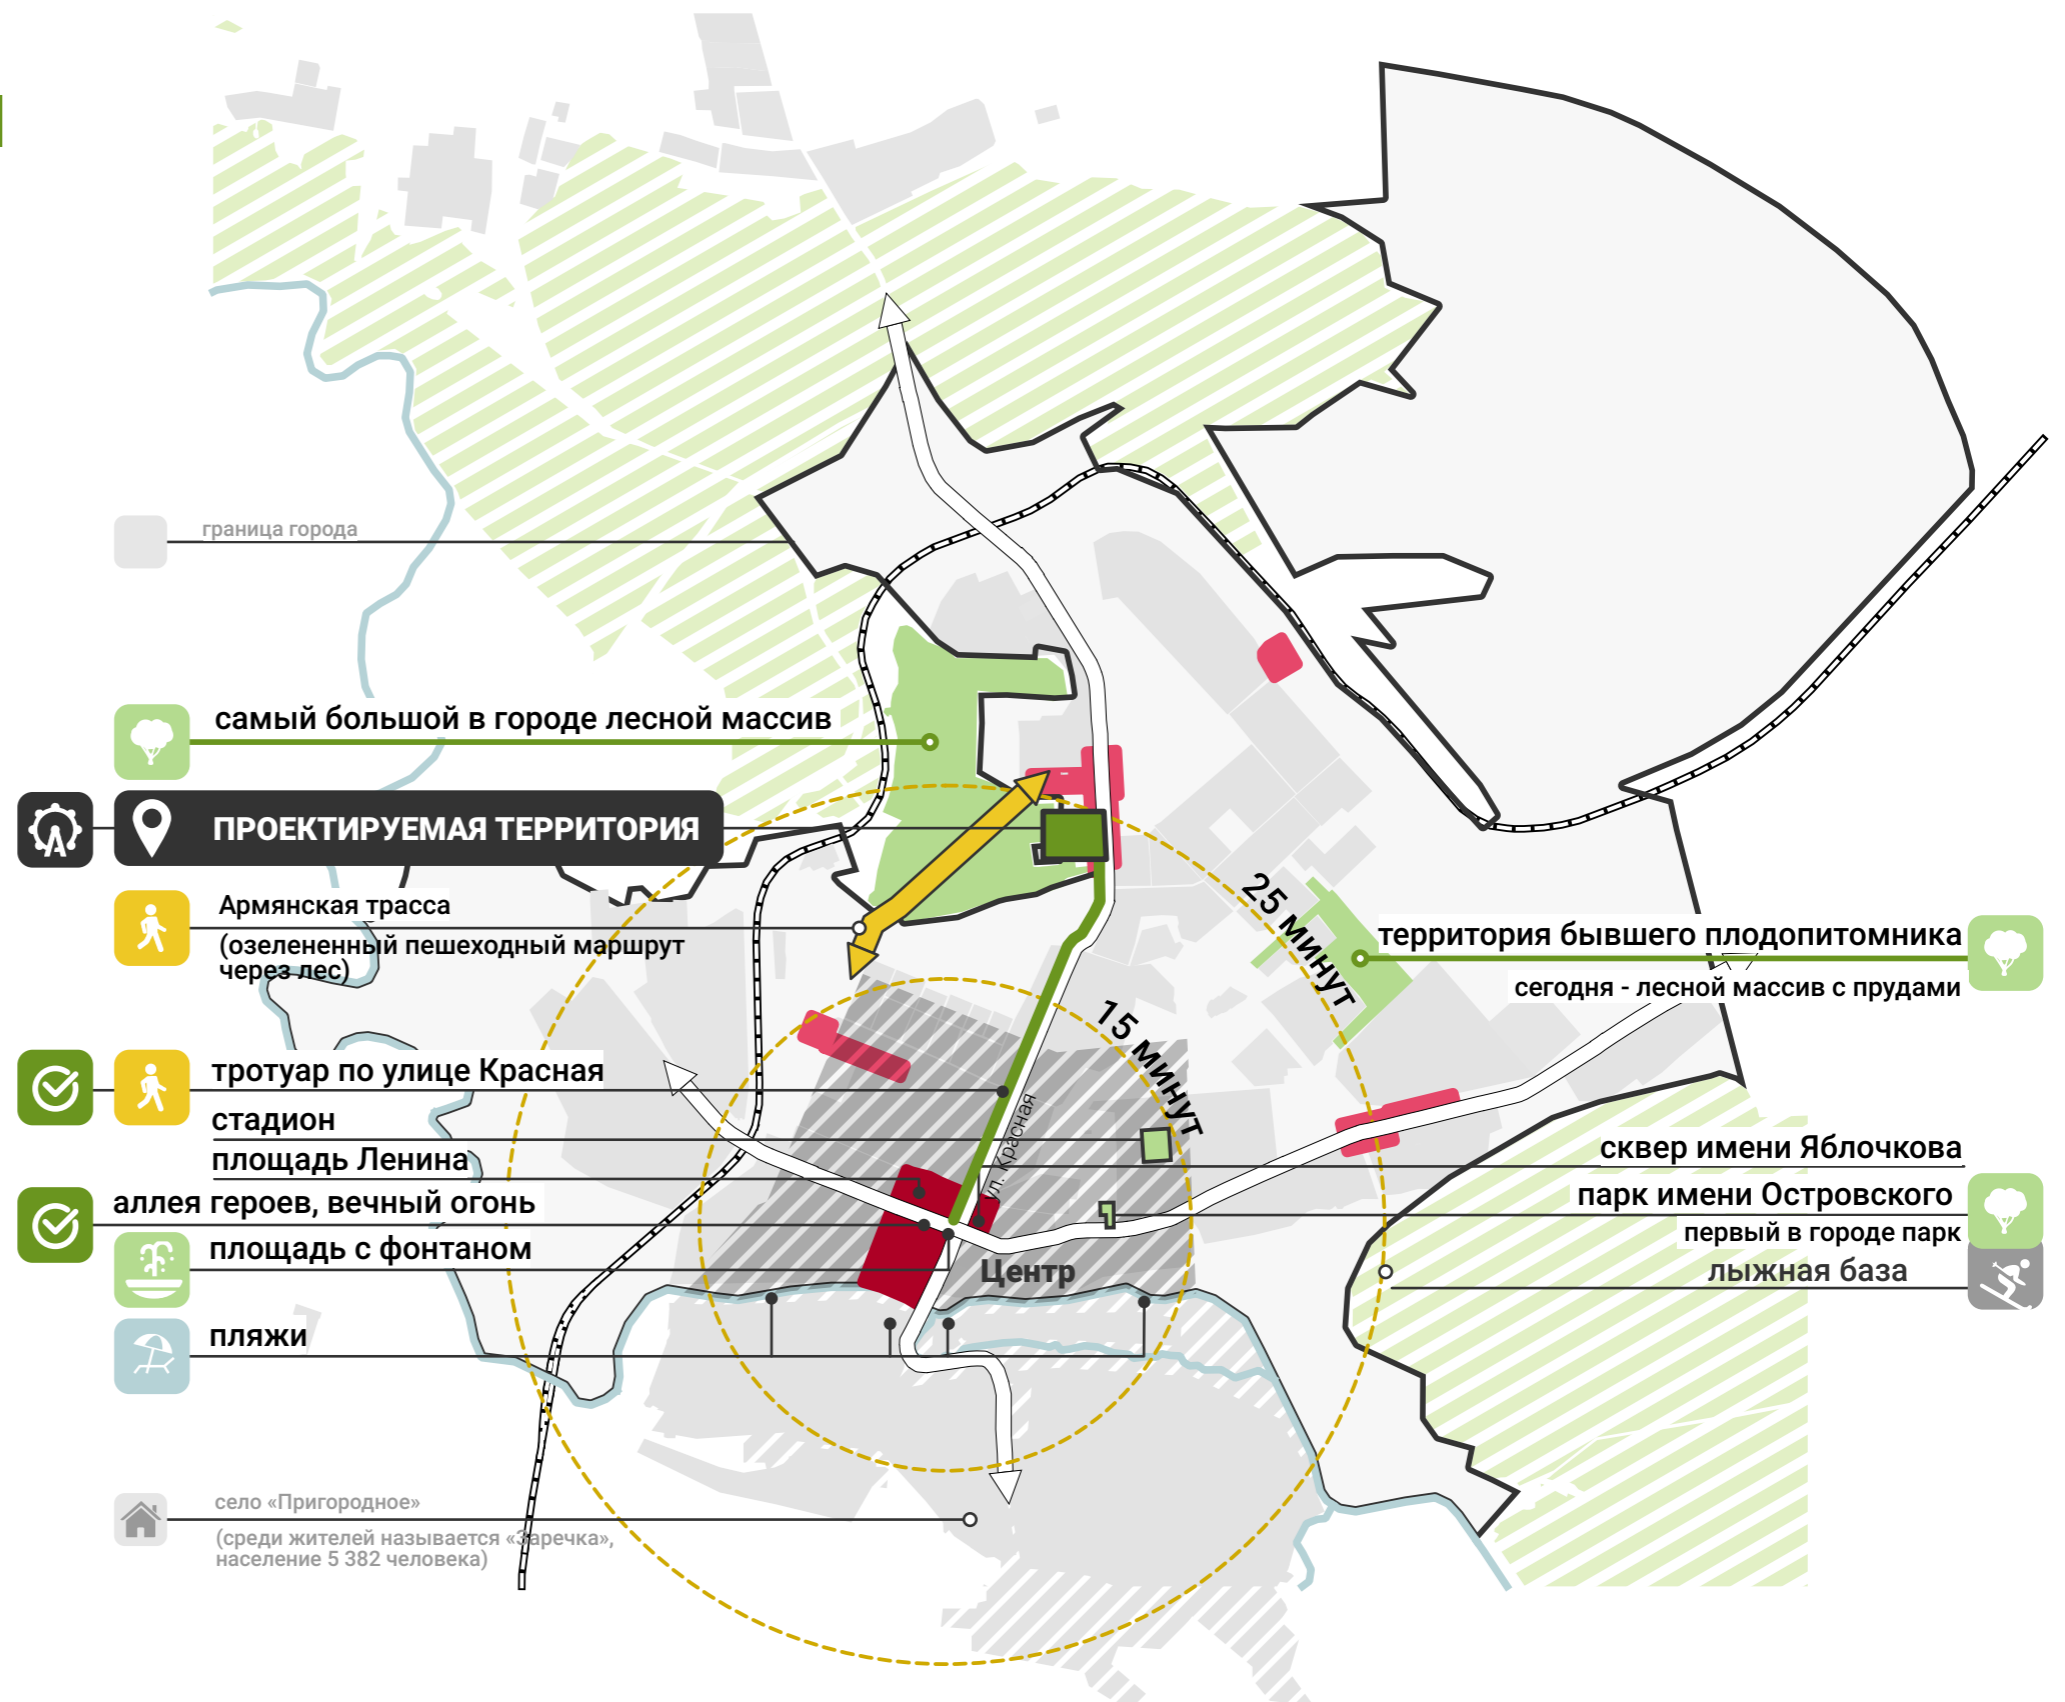 граница города
самый большой в городе лесной массив
ПРОЕКТИРУЕМАЯ ТЕРРИТОРИЯ
Армянская трасса
(озелененный пешеходный маршрут
через лес)
25 минут
территория бывшего плодопитомника
сегодня - лесной массив с прудами
15 минут
тротуар по улице Красная
стадион
площадь Ленина
ул. Красная
сквер имени Яблочкова
аллея героев, вечный огонь
парк имени Островского
первый в городе парк
площадь с фонтаном
Центр
лыжная база
пляжи
село «Пригородное»
(среди жителей называется «Заречка»,
население 5 382 человека)